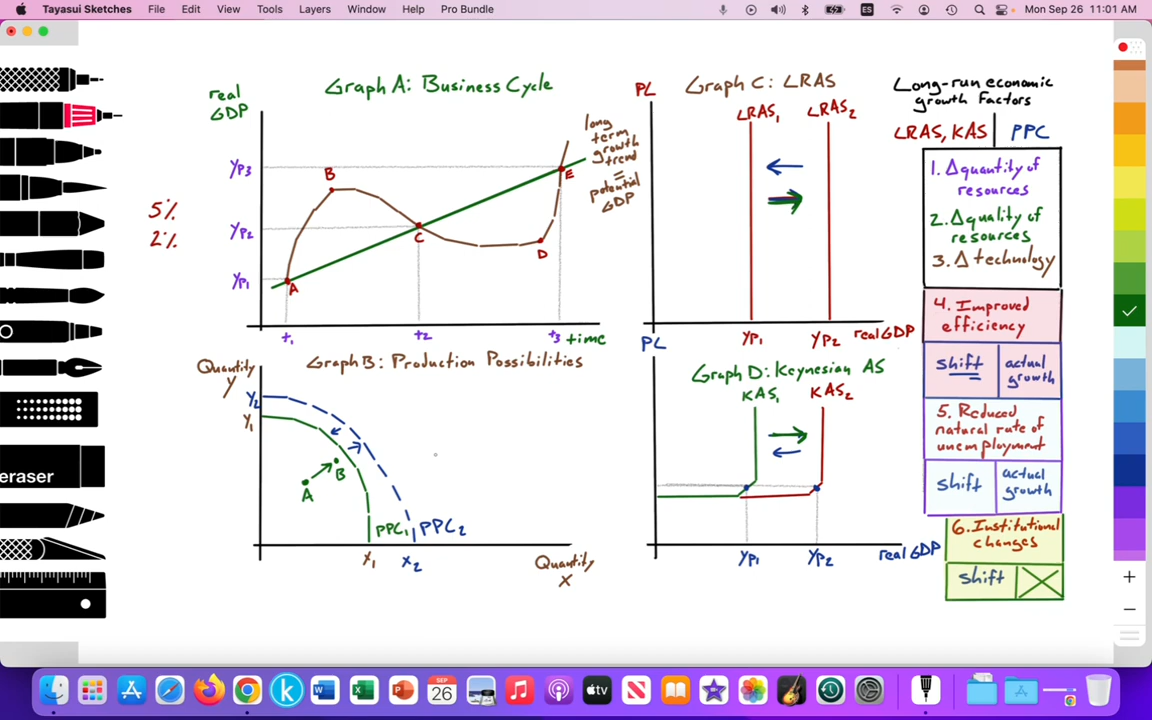 Tayasui Sketches File Edit View Tools Layers Window Help Pro Bundle
ES
Mon Sep 26 11:01 AM
Graph A: Business Cycle
real
GDP
YP3
YP2
YP1
5%
2%
A
B
C
D
E
long
term
growth
trend
=
potential
GDP
t1
t2
t3
time
Graph B: Production Possibilities
Quantity
Y
Y2
Y1
A
B
PPC1
PPC2
X1
X2
Quantity
X
Graph C: LRAS
PL
LRAS1
LRAS2
YP1
YP2
real GDP
Graph D: Keynesian AS
PL
KAS1
KAS2
YP1
YP2
real GDP
Long-run economic
growth Factors
LRAS, KAS PPC
1. Δquantity of
resources
2. Δquality of
resources
3. Δ technology
4. Improved
efficiency
shift
actual
growth
5. Reduced
natural rate of
unemployment
shift
actual
growth
6. Institutional
changes
shift
eraser
SEP
26
tv